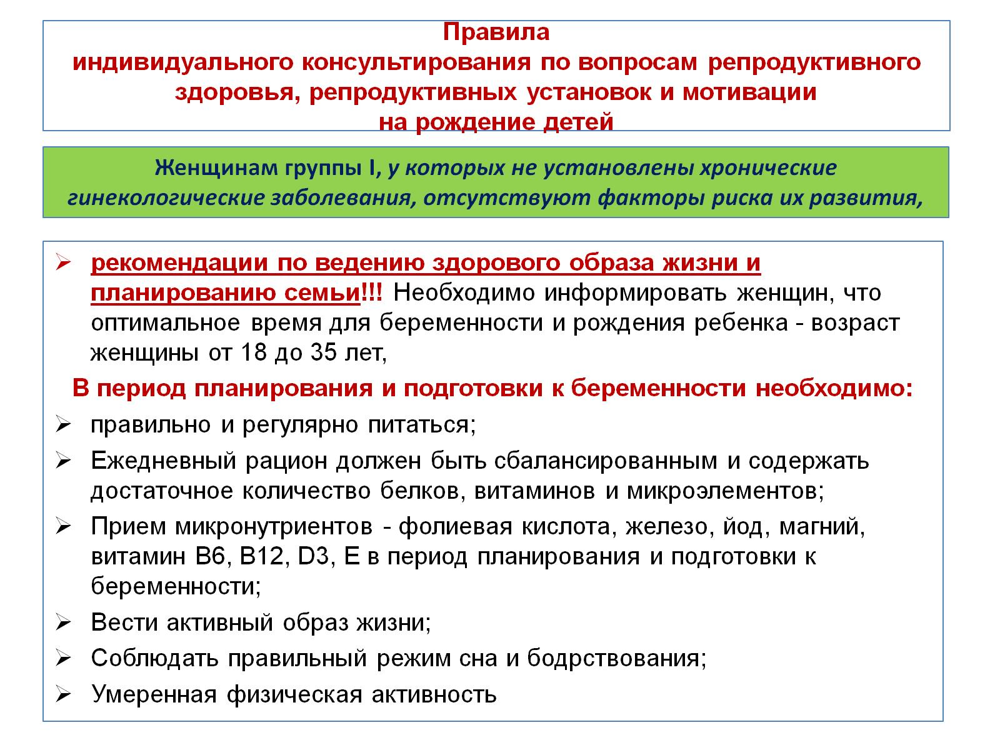 Правила
индивидуального консультирования по вопросам репродуктивного
здоровья, репродуктивных установок и мотивации
на рождение детей
Женщинам группы I, у которых не установлены хронические
гинекологические заболевания, отсутствуют факторы риска их развития,
рекомендации по ведению здорового образа жизни и
планированию семьи!!! Необходимо информировать женщин, что
оптимальное время для беременности и рождения ребенка - возраст
женщины от 18 до 35 лет,
В период планирования и подготовки к беременности необходимо:
правильно и регулярно питаться;
Ежедневный рацион должен быть сбалансированным и содержать
достаточное количество белков, витаминов и микроэлементов;
Прием микронутриентов - фолиевая кислота, железо, йод, магний,
витамин В6, В12, D3, Е в период планирования и подготовки к
беременности;
Вести активный образ жизни;
Соблюдать правильный режим сна и бодрствования;
Умеренная физическая активность